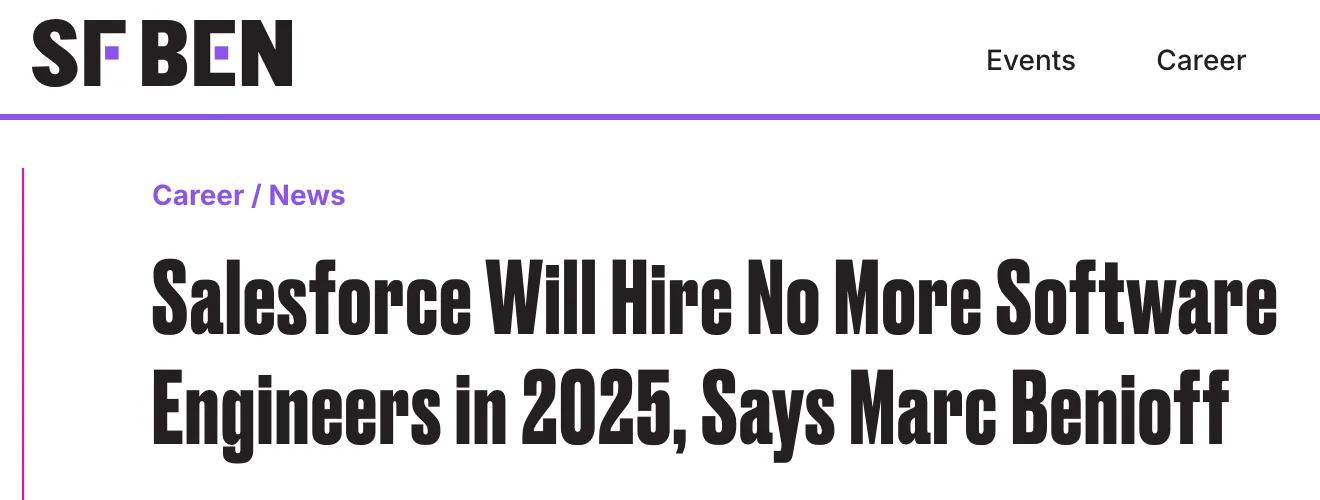 SF BEN
Events
Career
Career / News
Salesforce Will Hire No More Software
Engineers in 2025, Says Marc Benioff